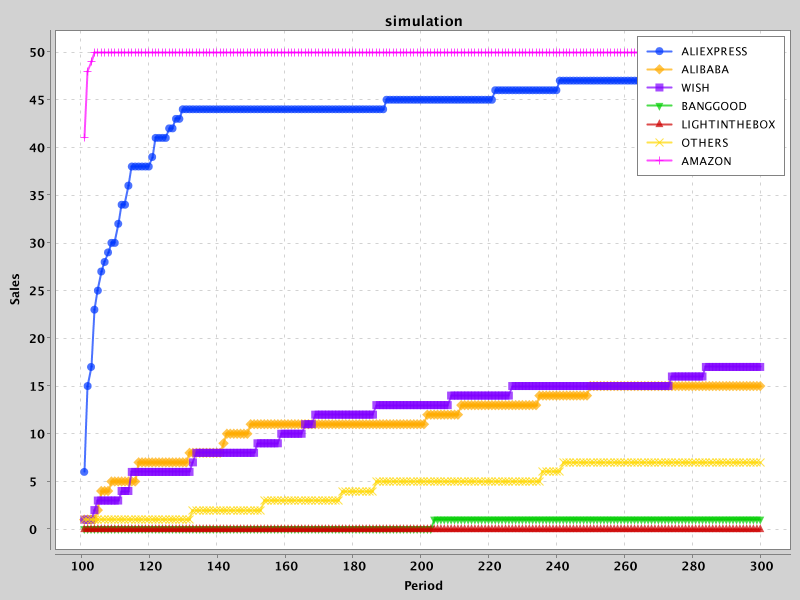 simulation
50
45
40
35
30
25
20
15
10
5
0
Sales
ALIEXPRESS
ALIBABA
WISH
BANGGOOD
LIGHTINTHEBOX
OTHERS
AMAZON
100 120 140 160 180 200 220 240 260 280 300
Period